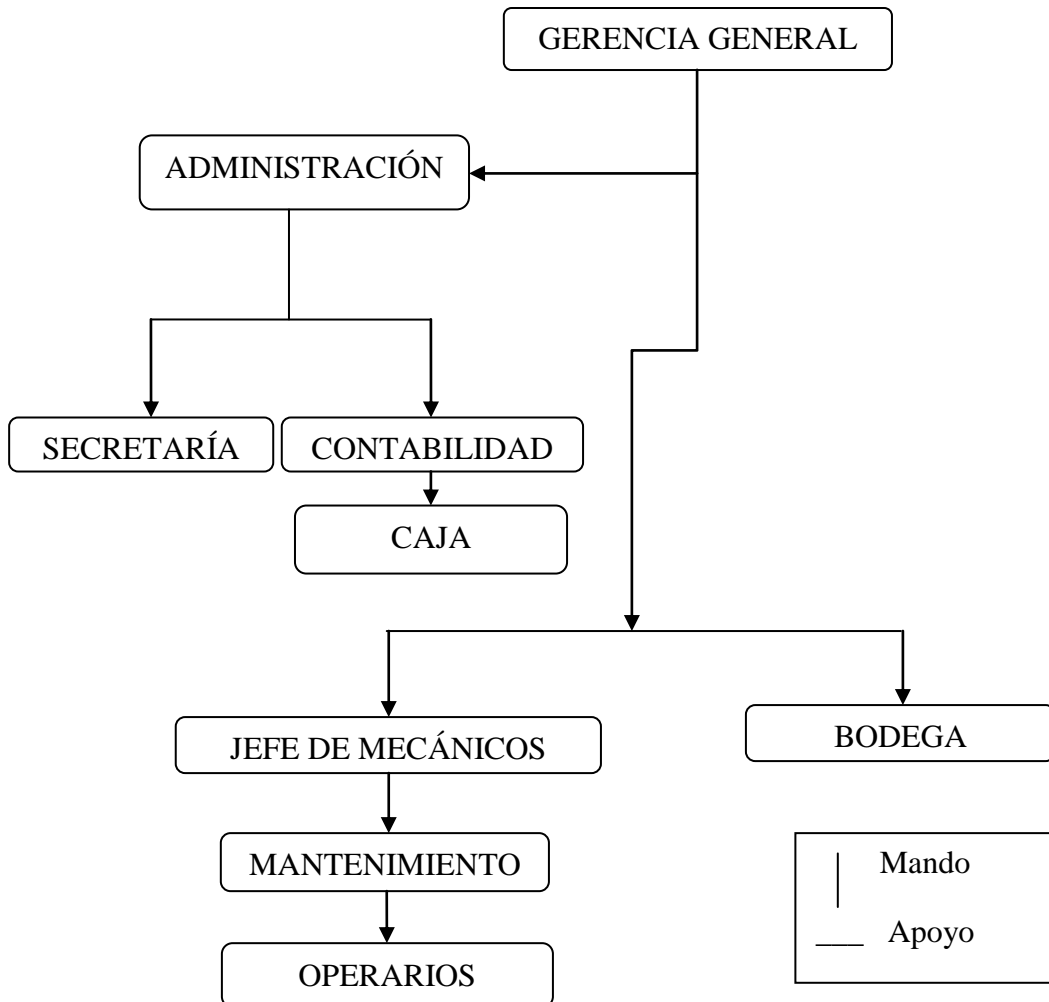 GERENCIA GENERAL
ADMINISTRACIÓN
SECRETARÍA
CONTABILIDAD
CAJA
JEFE DE MECÁNICOS
BODEGA
MANTENIMIENTO
OPERARIOS
Mando
Apoyo